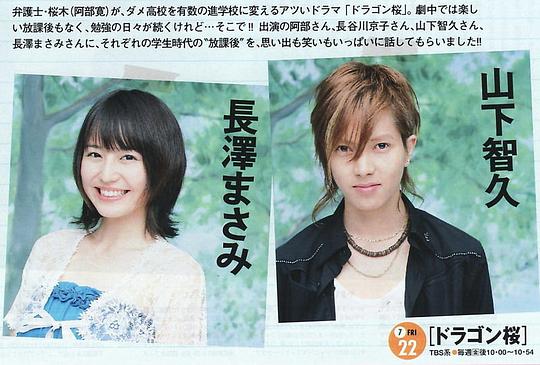 弁護士・桜木（阿部寛）が、ダメ高校を有数の進学校に変えるアツいドラマ「ドラゴン桜」。劇中では楽し
い放課後もなく、勉強の日々が続くけれど…そこで!! 出演の阿部さん、長谷川京子さん、山下智久さん、
長澤まさみさんに、それぞれの学生時代の“放課後”を、思い出も笑いもいっぱいに話してもらいました!!
長澤まさみ
山下智久
7 FRI
22
[ドラゴン桜]
TBS系●毎週金後10・00〜10・54